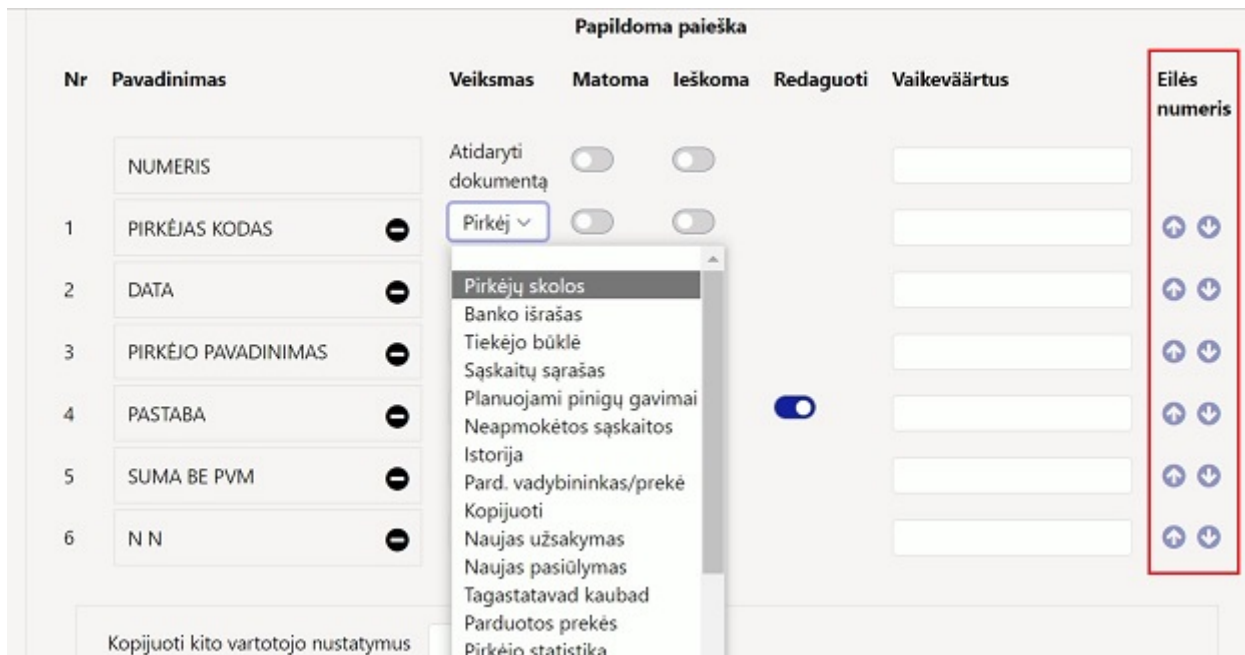 Papildoma paieška
Nr Pavadinimas Veiksmas Matoma Ieškoma Redaguoti Vaikeväärtus Eilės numeris
NUMERIS Atidaryti dokumentą
1 PIRKĖJAS KODAS Pirkėj
2 DATA
3 PIRKĖJO PAVADINIMAS
4 PASTABA
5 SUMA BE PVM
6 N N
Pirkėjų skolos
Banko išrašas
Tiekėjo būklė
Sąskaitų sąrašas
Planuojami pinigų gavimai
Neapmokėtos sąskaitos
Istorija
Pard. vadybininkas/prekė
Kopijuoti
Naujas užsakymas
Naujas pasiūlymas
Tagastatavad kaubad
Parduotos prekės
Pirkėjo statistika
Kopijuoti kito vartotojo nustatymus